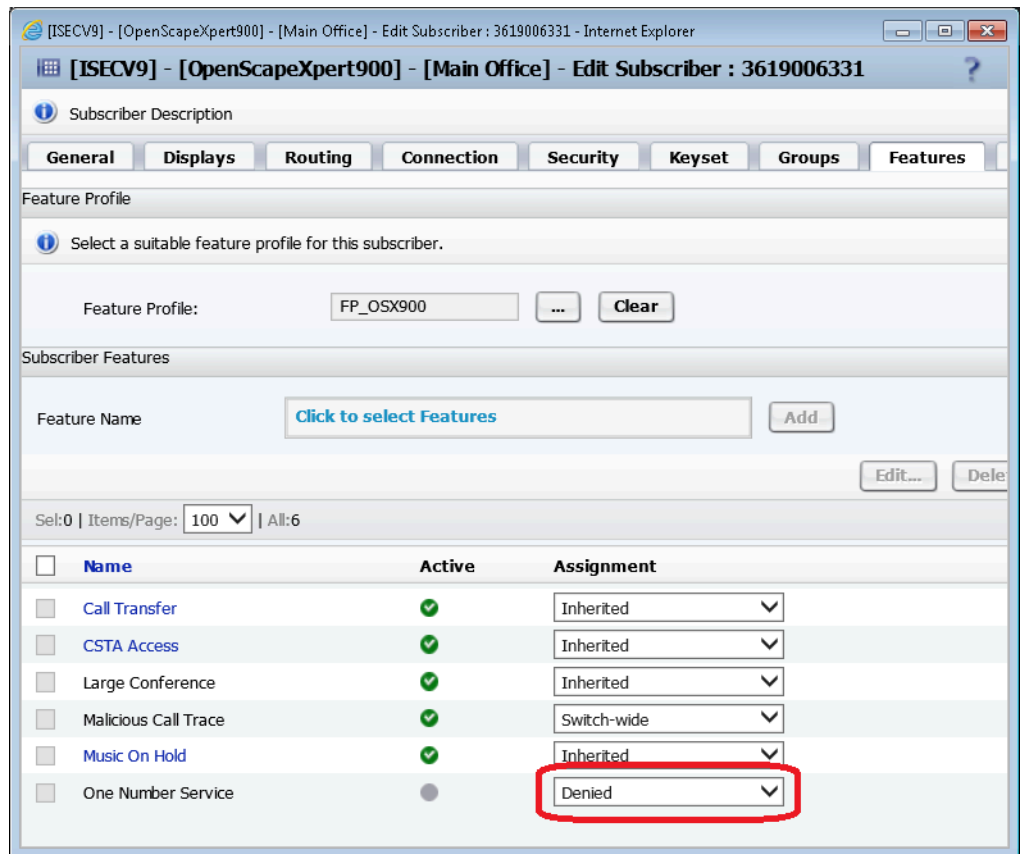 [ISECV9] - [OpenScapeXpert900] - [Main Office] - Edit Subscriber : 3619006331 - Internet Explorer
[ISECV9] - [OpenScapeXpert900] - [Main Office] - Edit Subscriber : 3619006331 ?
Subscriber Description
General Displays Routing Connection Security Keyset Groups Features
Feature Profile
Select a suitable feature profile for this subscriber.
Feature Profile: FP_OSX900 ... Clear
Subscriber Features
Feature Name Click to select Features Add
Edit... Dele
Sel:0 | Items/Page: 100 | All:6
Name Active Assignment
Call Transfer Inherited
CSTA Access Inherited
Large Conference Inherited
Malicious Call Trace Switch-wide
Music On Hold Inherited
One Number Service Denied